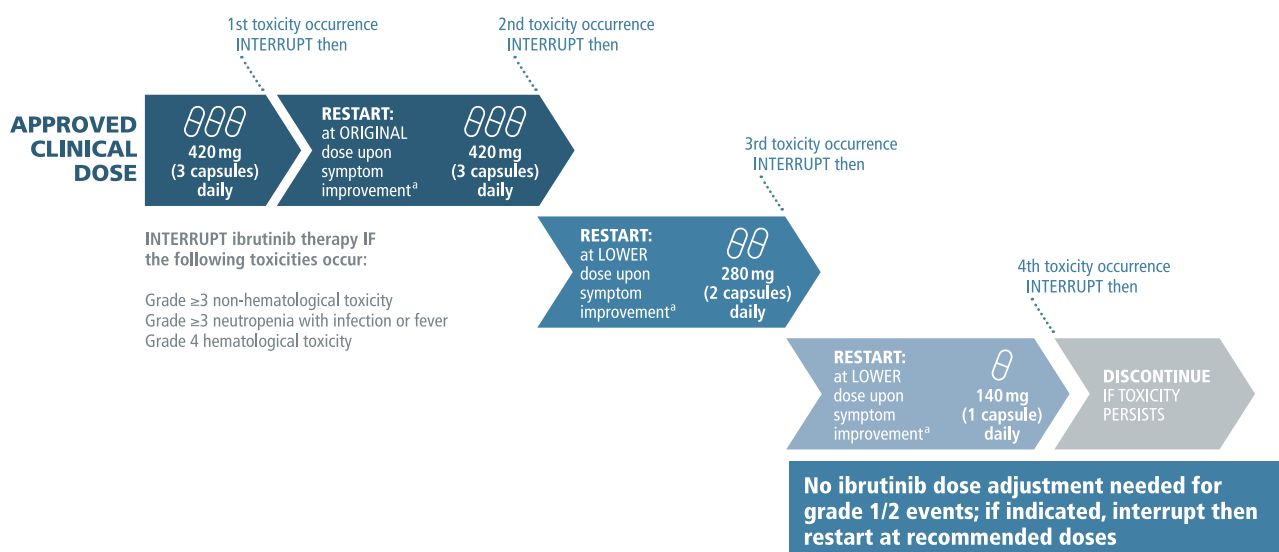 1st toxicity occurrence
INTERRUPT then
2nd toxicity occurrence
INTERRUPT then
APPROVED
CLINICAL
DOSE
420 mg
(3 capsules)
daily
RESTART:
at ORIGINAL
dose upon
symptom
improvementᵃ
420 mg
(3 capsules)
daily
3rd toxicity occurrence
INTERRUPT then
INTERRUPT ibrutinib therapy IF
the following toxicities occur:
Grade ≥3 non-hematological toxicity
Grade ≥3 neutropenia with infection or fever
Grade 4 hematological toxicity
RESTART:
at LOWER
dose upon
symptom
improvementᵃ
280 mg
(2 capsules)
daily
4th toxicity occurrence
INTERRUPT then
RESTART:
at LOWER
dose upon
symptom
improvementᵃ
140 mg
(1 capsule)
daily
DISCONTINUE
IF TOXICITY
PERSISTS
No ibrutinib dose adjustment needed for
grade 1/2 events; if indicated, interrupt then
restart at recommended doses